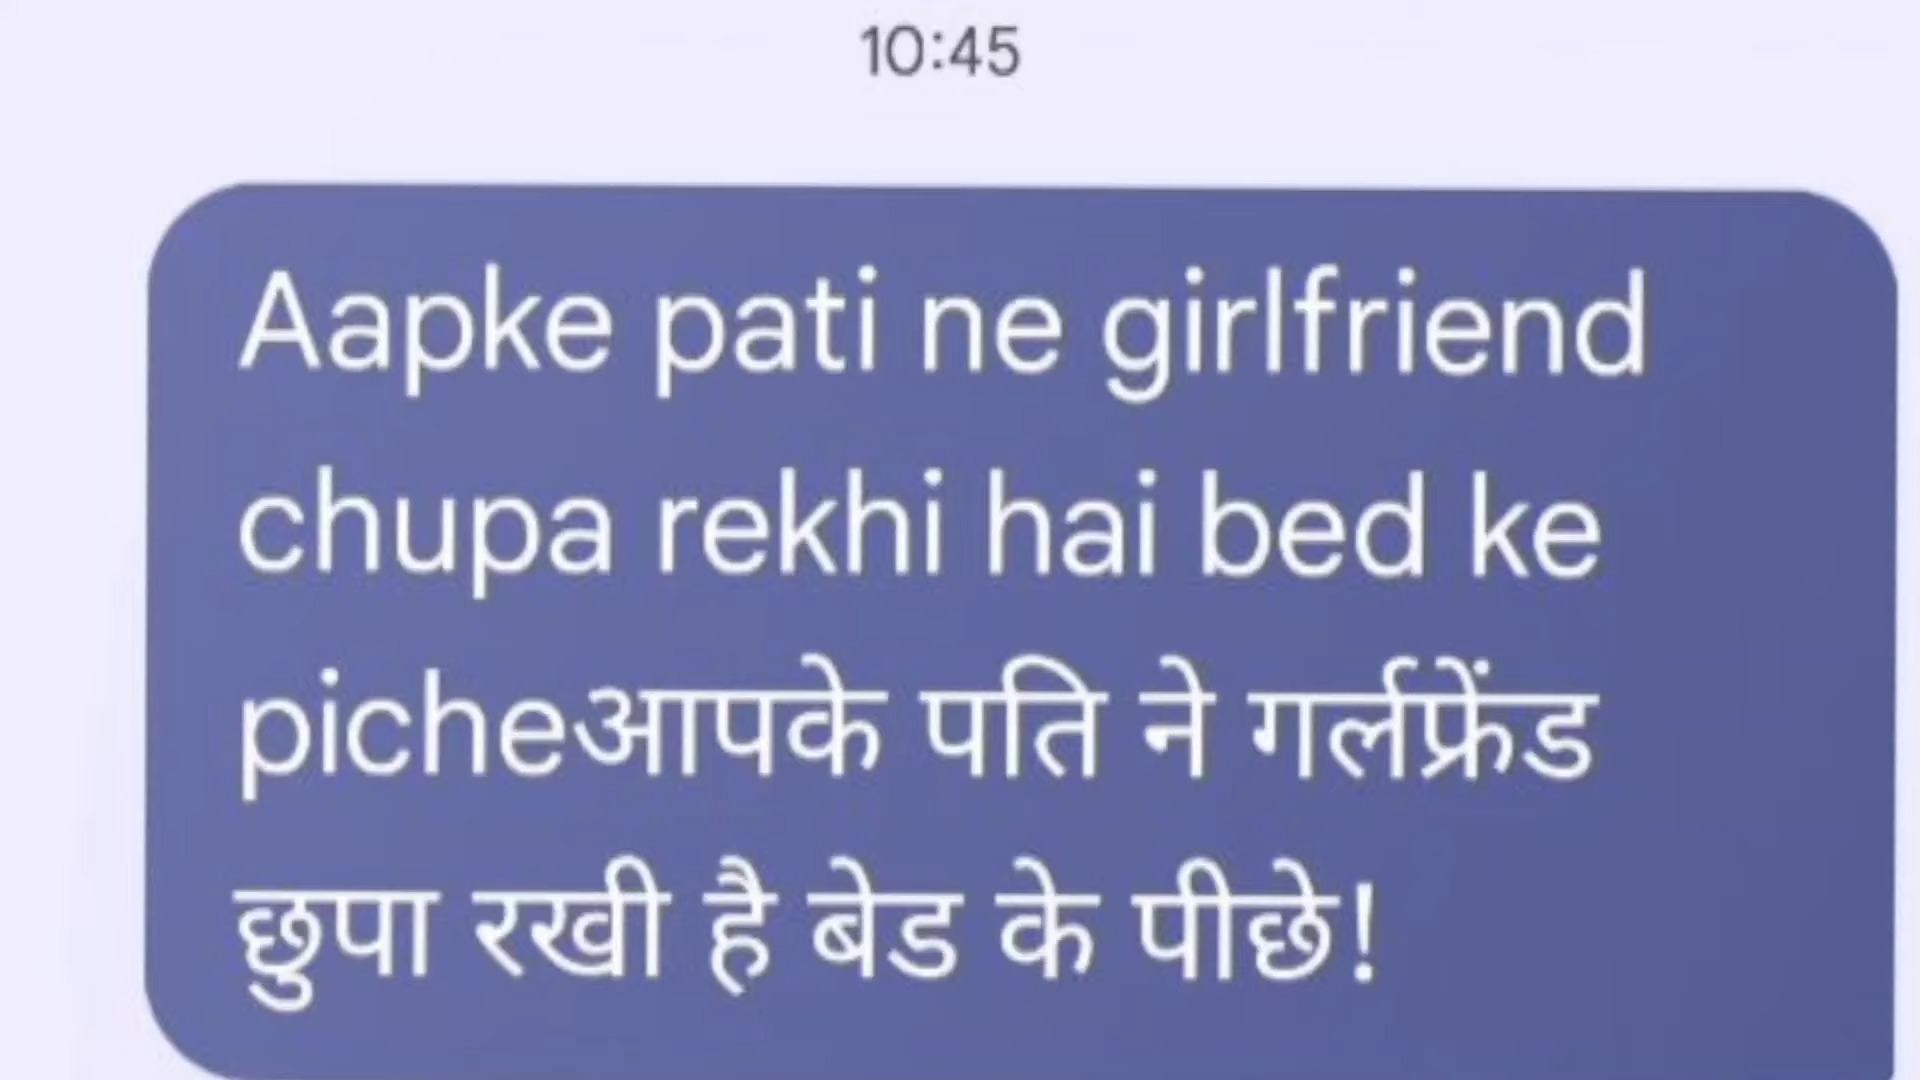 10:45
Aapke pati ne girlfriend
chupa rekhi hai bed ke
picheआपके पति ने गर्लफ्रेंड
छुपा रखी है बेड के पीछे!